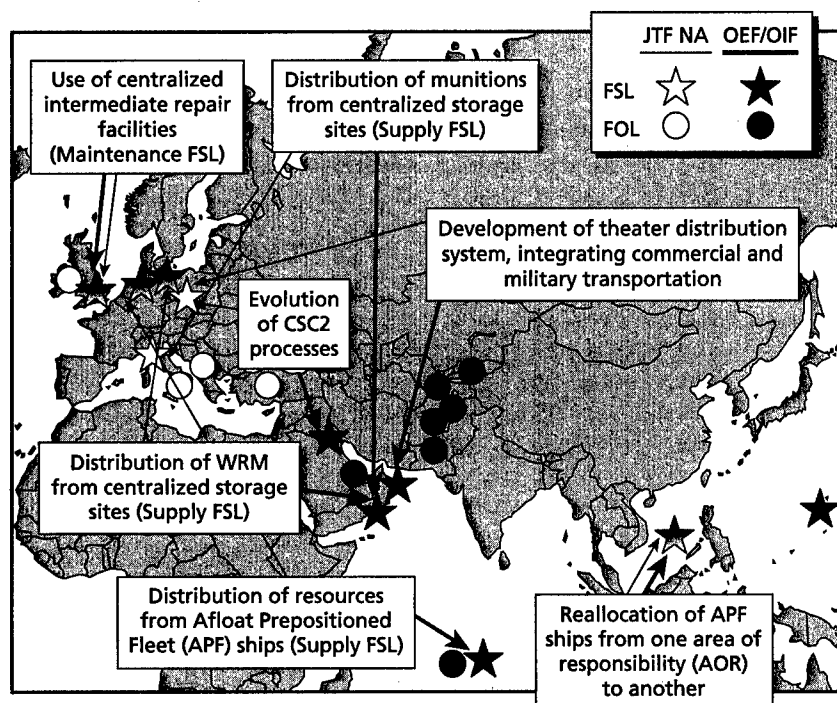 JTF NA OEF/OIF
FSL
FOL
Use of centralized
intermediate repair
facilities
(Maintenance FSL)
Distribution of munitions
from centralized storage
sites (Supply FSL)
Development of theater distribution
system, integrating commercial and
military transportation
Evolution
of CSC2
processes
Distribution of WRM
from centralized storage
sites (Supply FSL)
Distribution of resources
from Afloat Prepositioned
Fleet (APF) ships (Supply FSL)
Reallocation of APF
ships from one area of
responsibility (AOR)
to another